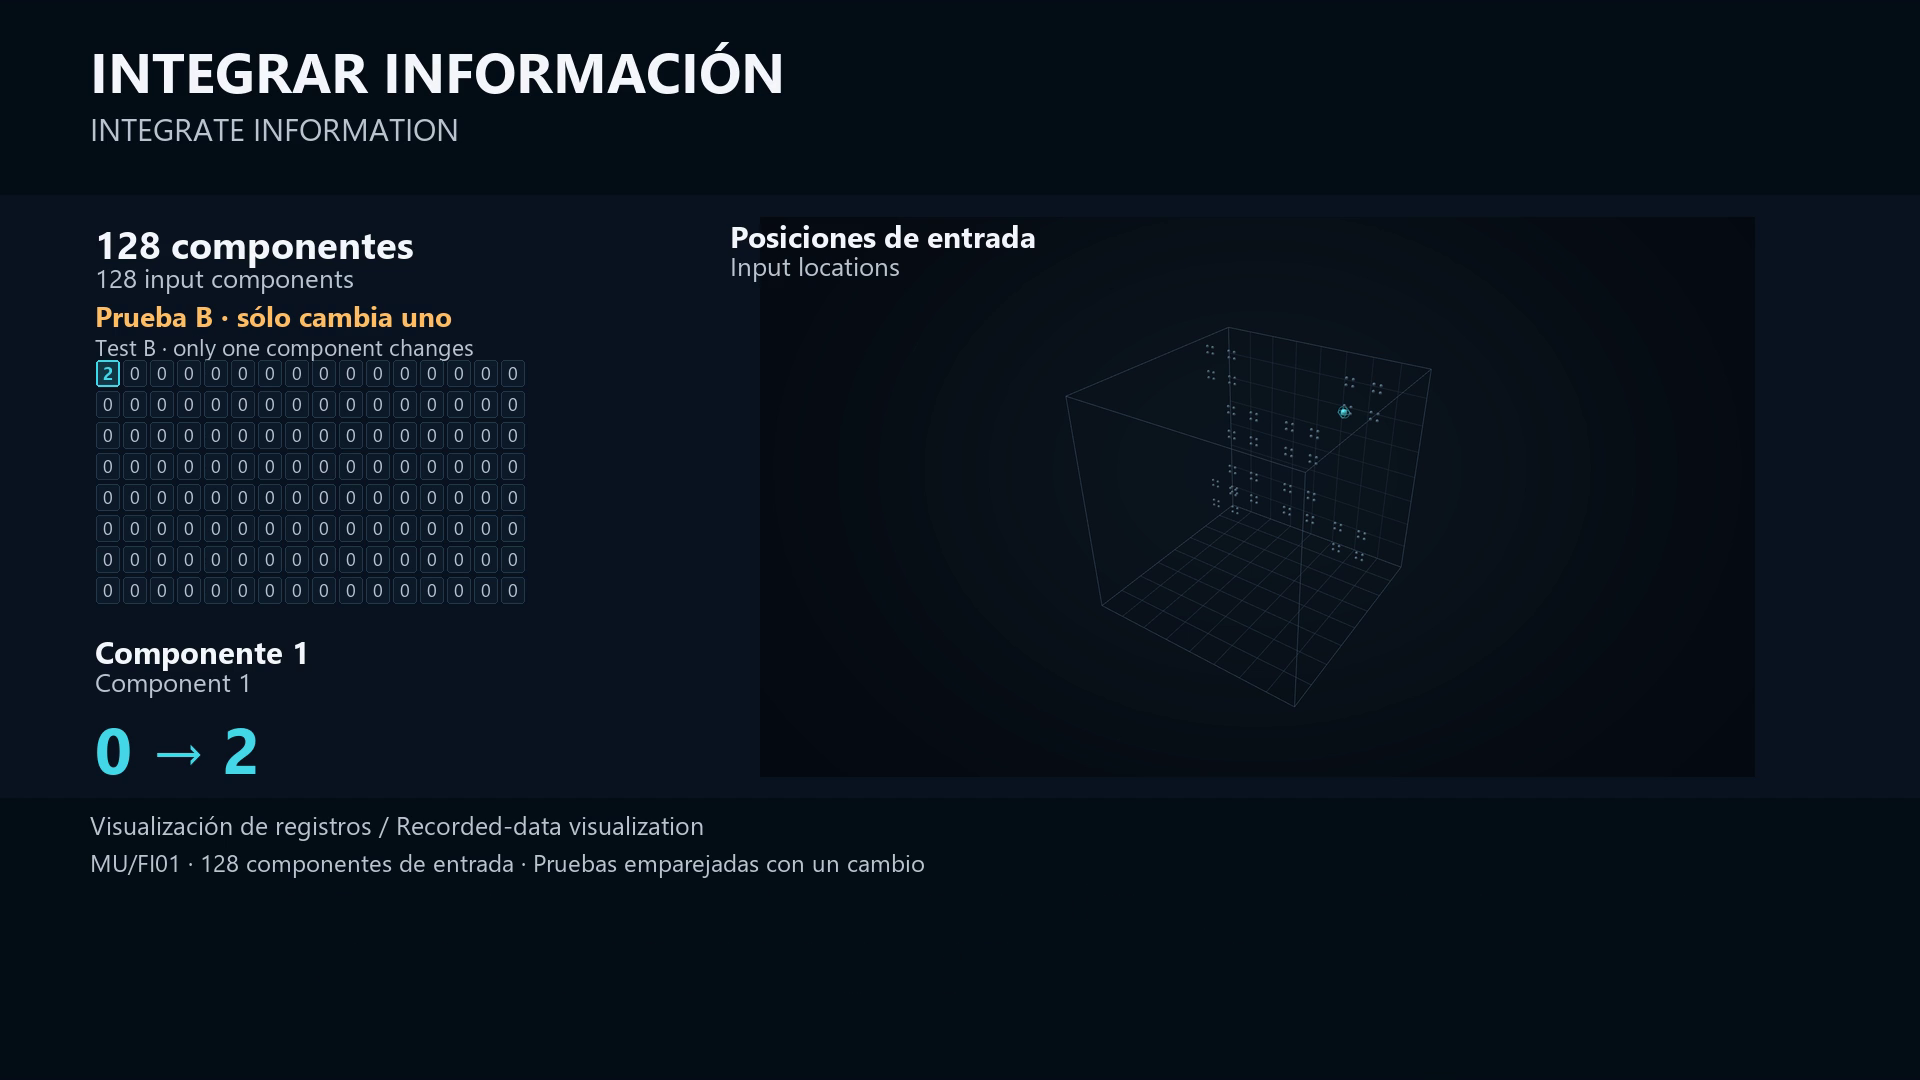 INTEGRAR INFORMACIÓN
INTEGRATE INFORMATION
128 componentes
128 input components
Prueba B · sólo cambia uno
Test B · only one component changes
2 0 0 0 0 0 0 0 0 0 0 0 0 0 0 0
0 0 0 0 0 0 0 0 0 0 0 0 0 0 0 0
0 0 0 0 0 0 0 0 0 0 0 0 0 0 0 0
0 0 0 0 0 0 0 0 0 0 0 0 0 0 0 0
0 0 0 0 0 0 0 0 0 0 0 0 0 0 0 0
0 0 0 0 0 0 0 0 0 0 0 0 0 0 0 0
0 0 0 0 0 0 0 0 0 0 0 0 0 0 0 0
0 0 0 0 0 0 0 0 0 0 0 0 0 0 0 0
Componente 1
Component 1
0 → 2
Posiciones de entrada
Input locations
Visualización de registros / Recorded-data visualization
MU/FI01 · 128 componentes de entrada · Pruebas emparejadas con un cambio